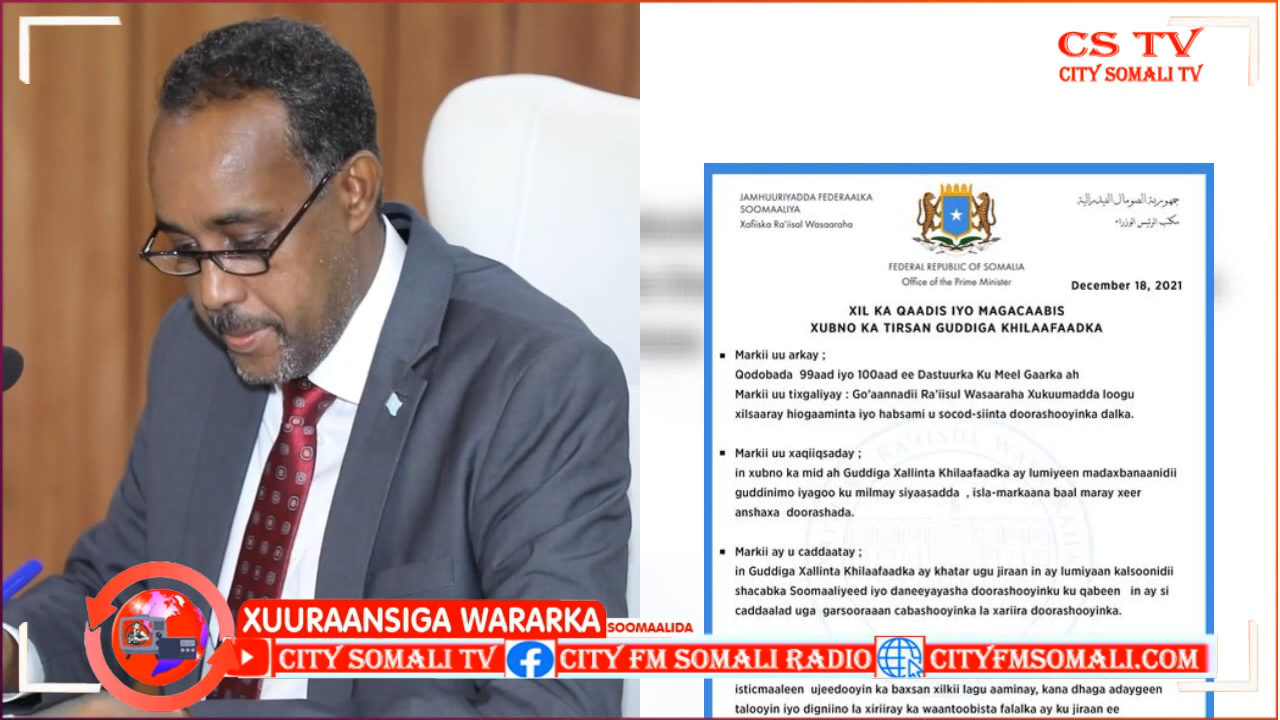 CS TV
CITY SOMALI TV
JAMHUURIYADDA FEDERAALKA
SOOMAALIYA
Xafiiska Ra'iisal Wasaaraha
جمهورية الصومال الفيدرالية
مكتب الرئيس الوزراء
FEDERAL REPUBLIC OF SOMALIA
Office of the Prime Minister
December 18, 2021
XIL KA QAADIS IYO MAGACAABIS
XUBNO KA TIRSAN GUDDIGA KHILAAFAADKA
▪ Markii uu arkay ;
Qodobada 99aad iyo 100aad ee Dastuurka Ku Meel Gaarka ah
Markii uu tixgaliyay : Go'aannadii Ra'iisul Wasaaraha Xukuumadda loogu
xilsaaray hiogaaminta iyo habsami u socod-siinta doorashooyinka dalka.
▪ Markii uu xaqiiqsaday ;
in xubno ka mid ah Guddiga Xallinta Khilaafaadka ay lumiyeen madaxbanaanidii
guddinimo iyagoo ku milmay siyaasadda , isla-markaana baal maray xeer
anshaxa doorashada.
▪ Markii ay u caddaatay ;
in Guddiga Xallinta Khilaafaadka ay khatar ugu jiraan in ay lumiyaan kalsoonidii
shacabka Soomaaliyeed iyo daneeyayasha doorashooyinku ku qabeen in ay si
caddaalad uga garsooraaan cabashooyinka la xariira doorashooyinka.
isticmaaleen ujeedooyin ka baxsan xilkii lagu aaminay, kana dhaga adaygeen
talooyin iyo digniino la xiriiray ka waantoobista falalka ay ku jiraan ee
XUURAANSIGA WARARKA
SOOMAALIDA
CITY SOMALI TV
CITY FM SOMALI RADIO
CITYFMSOMALI.COM